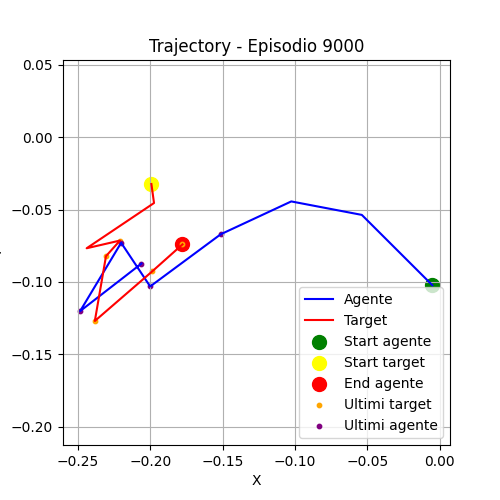 Trajectory - Episodio 9000
0.05
0.00
−0.05
−0.10
−0.15
−0.20
−0.25
−0.20
−0.15
−0.10
−0.05
0.00
X
Agente
Target
Start agente
Start target
End agente
Ultimi target
Ultimi agente